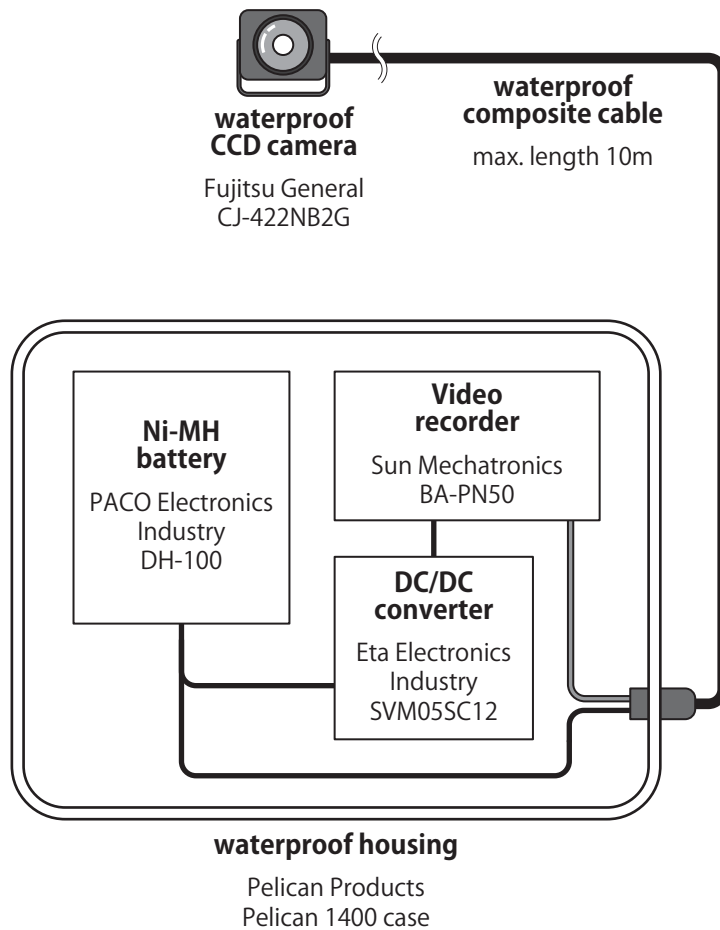 waterproof
CCD camera
Fujitsu General
CJ-422NB2G
waterproof
composite cable
max. length 10m
Ni-MH
battery
PACO Electronics
Industry
DH-100
Video
recorder
Sun Mechatronics
BA-PN50
DC/DC
converter
Eta Electronics
Industry
SVM05SC12
waterproof housing
Pelican Products
Pelican 1400 case